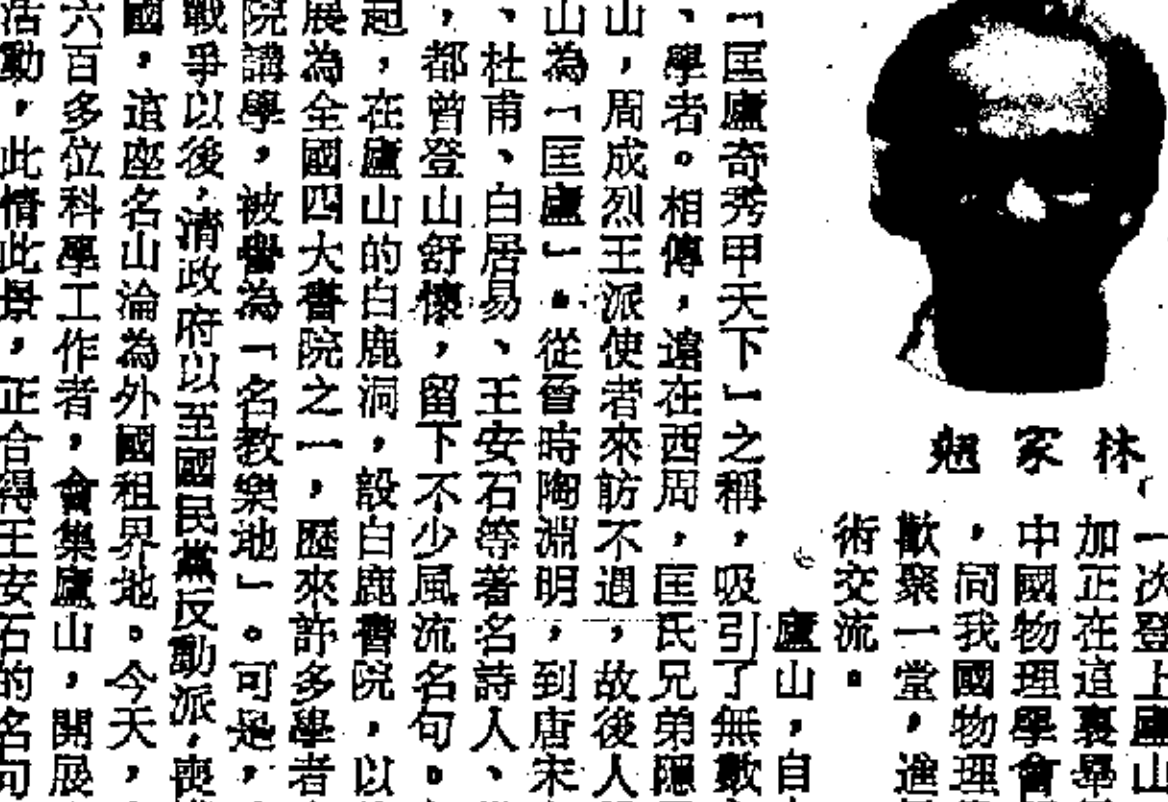 林家翹
一次登上廬山
加正在這裏舉
中國物理學會
，同我國物理
歡聚一堂，進
術交流。
廬山，自
「匡廬奇秀甲天下」之稱，吸引了無數
、學者。相傳，遠在西周，匡氏兄弟隱
山，周成烈王派使者來訪不遇，故後人
山為「匡廬」。從晉時陶淵明，到唐宋
、杜甫、白居易、王安石等著名詩人、
，都曾登山舒懷，留下不少風流名句。
起，在廬山的白鹿洞，設白鹿書院，以
展為全國四大書院之一，歷來許多學者
院講學，被譽為「名教樂地」。可是，
戰爭以後，清政府以至國民黨反動派，喪
國，這座名山淪為外國租界地。今天，
六百多位科學工作者，會集廬山，開展
活動，此情此景，正合得王安石的名句